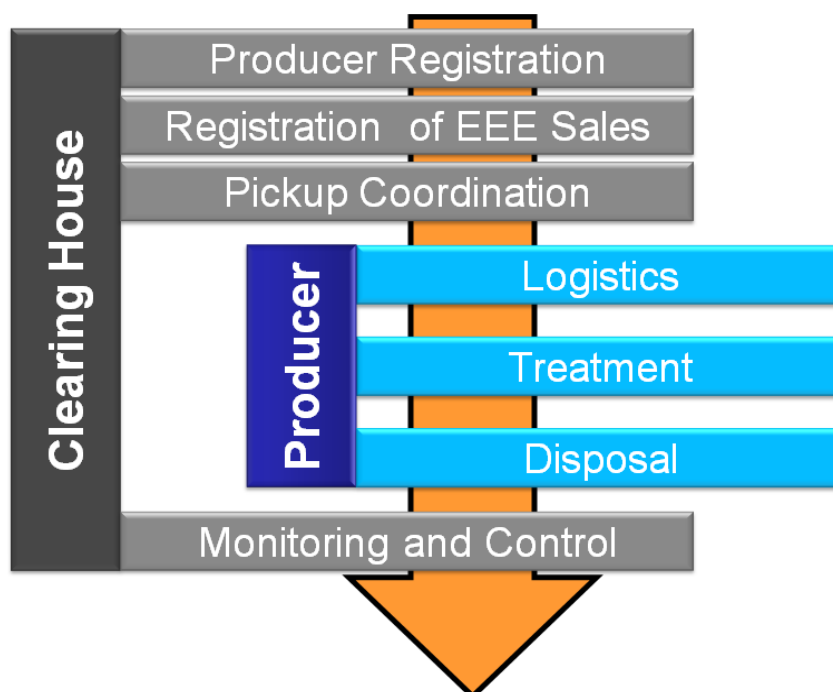 Clearing House
Producer Registration
Registration of EEE Sales
Pickup Coordination
Producer
Logistics
Treatment
Disposal
Monitoring and Control